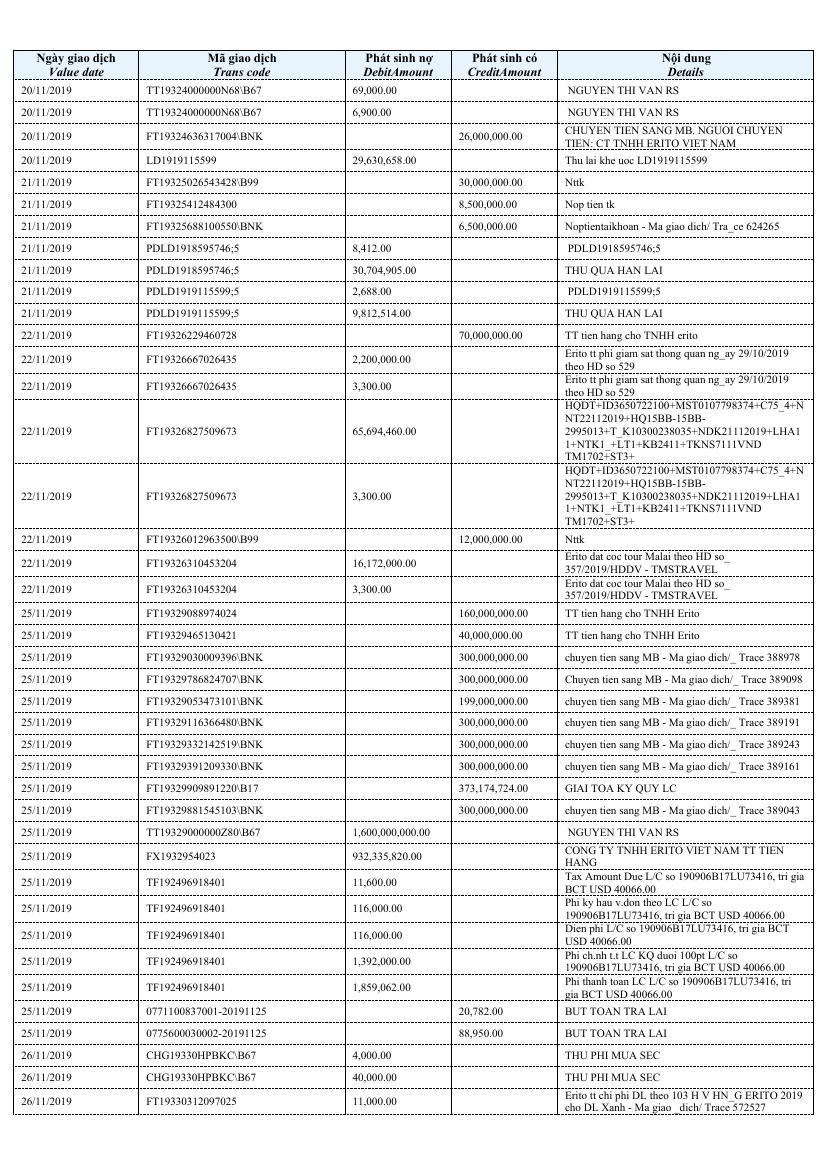 Ngày giao dịch Mã giao dịch Phát sinh nợ Phát sinh có Nội dung
Value date Trans code DebitAmount CreditAmount Details
20/11/2019 TT19324000000N68\B67 69,000.00 NGUYEN THI VAN RS
20/11/2019 TT19324000000N68\B67 6,900.00 NGUYEN THI VAN RS
20/11/2019 FT19324636317004\BNK 26,000,000.00 CHUYEN TIEN SANG MB. NGUOI CHUYEN
TIEN: CT TNHH ERITO VIET NAM
20/11/2019 LD1919115599 29,630,658.00 Thu lai khe uoc LD1919115599
21/11/2019 FT19325026543428\B99 30,000,000.00 Nttk
21/11/2019 FT19325412484300 8,500,000.00 Nop tien tk
21/11/2019 FT19325688100550\BNK 6,500,000.00 Noptientaikhoan - Ma giao dich/ Tra_ce 624265
21/11/2019 PDLD1918595746;5 8,412.00 PDLD1918595746;5
21/11/2019 PDLD1918595746;5 30,704,905.00 THU QUA HAN LAI
21/11/2019 PDLD1919115599;5 2,688.00 PDLD1919115599;5
21/11/2019 PDLD1919115599;5 9,812,514.00 THU QUA HAN LAI
22/11/2019 FT19326229460728 70,000,000.00 TT tien hang cho TNHH erito
22/11/2019 FT19326667026435 2,200,000.00 Erito tt phi giam sat thong quan ng_ay 29/10/2019
theo HD so 529
22/11/2019 FT19326667026435 3,300.00 Erito tt phi giam sat thong quan ng_ay 29/10/2019
theo HD so 529
22/11/2019 FT19326827509673 65,694,460.00 HQDT+ID3650722100+MST0107798374+C75_4+N
NT22112019+HQ15BB-15BB-
2995013+T_K10300238035+NDK21112019+LHA1
1+NTK1_+LT1+KB2411+TKNS7111VND
TM1702+ST3+
22/11/2019 FT19326827509673 3,300.00 HQDT+ID3650722100+MST0107798374+C75_4+N
NT22112019+HQ15BB-15BB-
2995013+T_K10300238035+NDK21112019+LHA1
1+NTK1_+LT1+KB2411+TKNS7111VND
TM1702+ST3+
22/11/2019 FT19326012963500\B99 12,000,000.00 Nttk
22/11/2019 FT19326310453204 16,172,000.00 Erito dat coc tour Malai theo HD so_
357/2019/HDDV - TMSTRAVEL
22/11/2019 FT19326310453204 3,300.00 Erito dat coc tour Malai theo HD so_
357/2019/HDDV - TMSTRAVEL
25/11/2019 FT19329088974024 160,000,000.00 TT tien hang cho TNHH Erito
25/11/2019 FT19329465130421 40,000,000.00 TT tien hang cho TNHH Erito
25/11/2019 FT19329030009396\BNK 300,000,000.00 chuyen tien sang MB - Ma giao dich/_ Trace 388978
25/11/2019 FT19329786824707\BNK 300,000,000.00 Chuyen tien sang MB - Ma giao dich/_ Trace 389098
25/11/2019 FT19329053473101\BNK 199,000,000.00 chuyen tien sang MB - Ma giao dich/_ Trace 389381
25/11/2019 FT19329116366480\BNK 300,000,000.00 chuyen tien sang MB - Ma giao dich/_ Trace 389191
25/11/2019 FT19329332142519\BNK 300,000,000.00 chuyen tien sang MB - Ma giao dich/_ Trace 389243
25/11/2019 FT19329391209330\BNK 300,000,000.00 chuyen tien sang MB - Ma giao dich/_ Trace 389161
25/11/2019 FT19329909891220\B17 373,174,724.00 GIAI TOA KY QUY LC
25/11/2019 FT19329881545103\BNK 300,000,000.00 chuyen tien sang MB - Ma giao dich/_ Trace 389043
25/11/2019 TT19329000000Z80\B67 1,600,000,000.00 NGUYEN THI VAN RS
25/11/2019 FX1932954023 932,335,820.00 CONG TY TNHH ERITO VIET NAM TT TIEN
HANG
25/11/2019 TF192496918401 11,600.00 Tax Amount Due L/C so 190906B17LU73416, tri gia
BCT USD 40066.00
25/11/2019 TF192496918401 116,000.00 Phi ky hau v.don theo LC L/C so
190906B17LU73416, tri gia BCT USD 40066.00
25/11/2019 TF192496918401 116,000.00 Dien phi L/C so 190906B17LU73416, tri gia BCT
USD 40066.00
25/11/2019 TF192496918401 1,392,000.00 Phi ch.nh t.t LC KQ duoi 100pt L/C so
190906B17LU73416, tri gia BCT USD 40066.00
25/11/2019 TF192496918401 1,859,062.00 Phi thanh toan LC L/C so 190906B17LU73416, tri
gia BCT USD 40066.00
25/11/2019 0771100837001-20191125 20,782.00 BUT TOAN TRA LAI
25/11/2019 0775600030002-20191125 88,950.00 BUT TOAN TRA LAI
26/11/2019 CHG19330HPBKC\B67 4,000.00 THU PHI MUA SEC
26/11/2019 CHG19330HPBKC\B67 40,000.00 THU PHI MUA SEC
26/11/2019 FT19330312097025 11,000.00 Erito tt chi phi DL theo 103 H V HN_G ERITO 2019
cho DL Xanh - Ma giao _dich/ Trace 572527